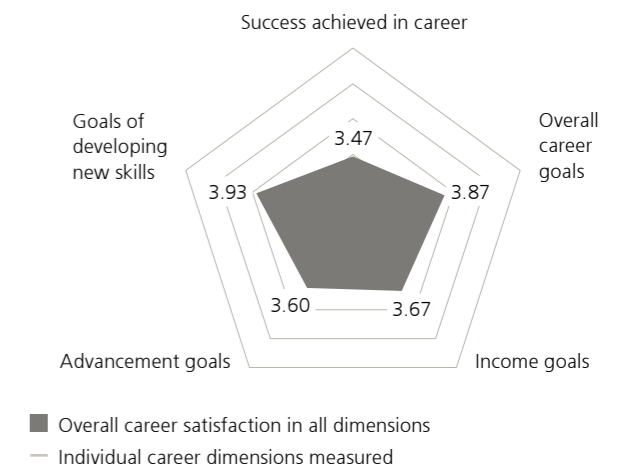 Success achieved in career
Goals of
developing
new skills
Overall
career
goals
3.47
3.93
3.87
3.60
3.67
Advancement goals
Income goals
Overall career satisfaction in all dimensions
Individual career dimensions measured